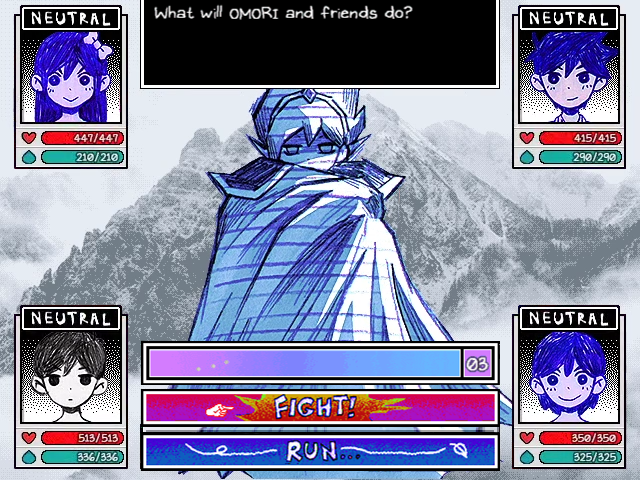 What will OMORI and friends do?
NEUTRAL
447/447
210/210
NEUTRAL
415/415
290/290
NEUTRAL
513/513
336/336
NEUTRAL
350/350
325/325
03
FIGHT!
RUN...